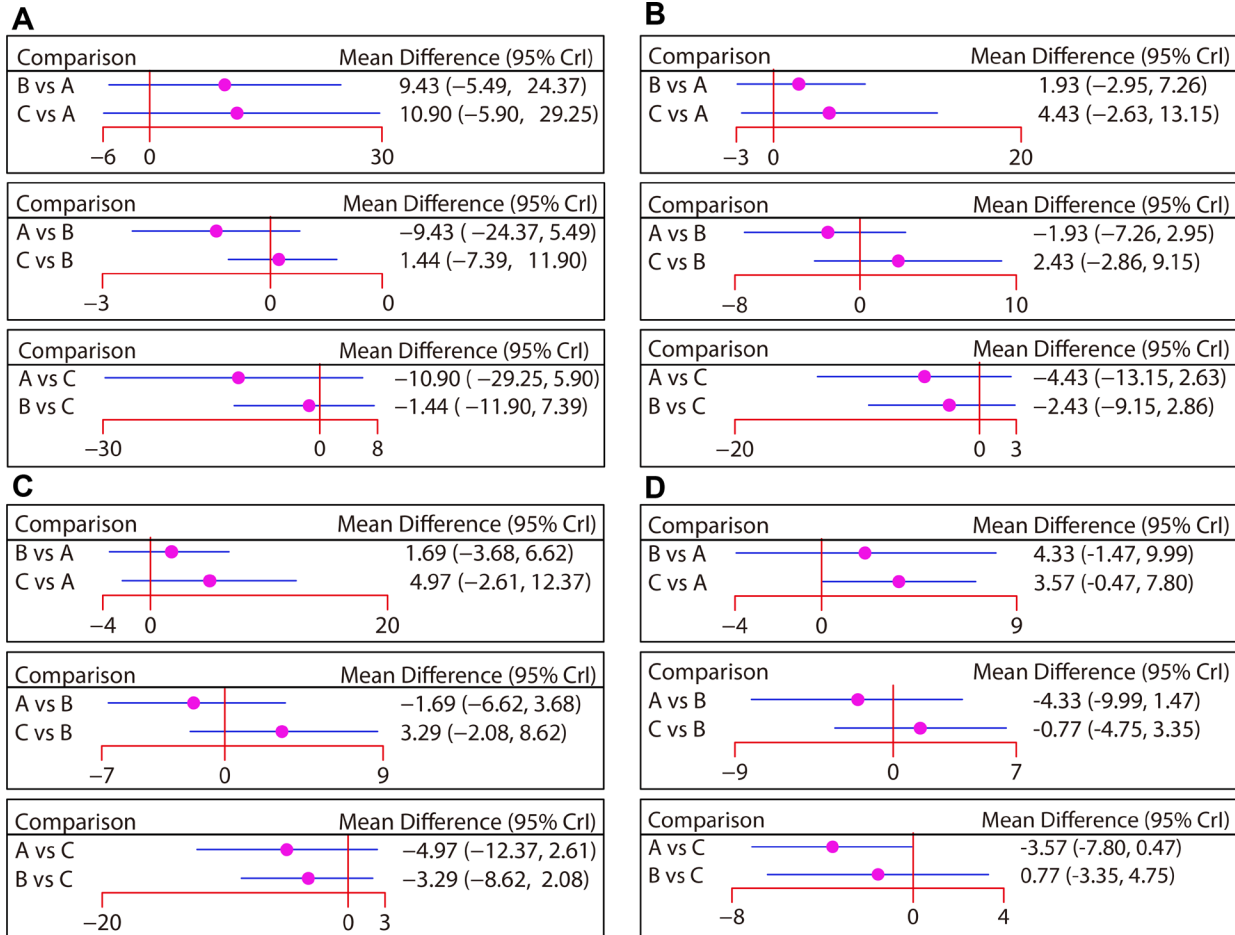 A
Comparison Mean Difference (95% CrI)
B vs A 9.43 (−5.49, 24.37)
C vs A 10.90 (−5.90, 29.25)
−6 0 30
Comparison Mean Difference (95% CrI)
A vs B −9.43 ( −24.37, 5.49)
C vs B 1.44 (−7.39, 11.90)
−3 0 0
Comparison Mean Difference (95% CrI)
A vs C −10.90 ( −29.25, 5.90)
B vs C −1.44 ( −11.90, 7.39)
−30 0 8
B
Comparison Mean Difference (95% CrI)
B vs A 1.93 (−2.95, 7.26)
C vs A 4.43 (−2.63, 13.15)
−3 0 20
Comparison Mean Difference (95% CrI)
A vs B −1.93 (−7.26, 2.95)
C vs B 2.43 (−2.86, 9.15)
−8 0 10
Comparison Mean Difference (95% CrI)
A vs C −4.43 (−13.15, 2.63)
B vs C −2.43 (−9.15, 2.86)
−20 0 3
C
Comparison Mean Difference (95% CrI)
B vs A 1.69 (−3.68, 6.62)
C vs A 4.97 (−2.61, 12.37)
−4 0 20
Comparison Mean Difference (95% CrI)
A vs B −1.69 (−6.62, 3.68)
C vs B 3.29 (−2.08, 8.62)
−7 0 9
Comparison Mean Difference (95% CrI)
A vs C −4.97 (−12.37, 2.61)
B vs C −3.29 (−8.62, 2.08)
−20 0 3
D
Comparison Mean Difference (95% CrI)
B vs A 4.33 (-1.47, 9.99)
C vs A 3.57 (-0.47, 7.80)
−4 0 9
Comparison Mean Difference (95% CrI)
A vs B -4.33 (-9.99, 1.47)
C vs B -0.77 (-4.75, 3.35)
−9 0 7
Comparison Mean Difference (95% CrI)
A vs C -3.57 (-7.80, 0.47)
B vs C 0.77 (-3.35, 4.75)
−8 0 4